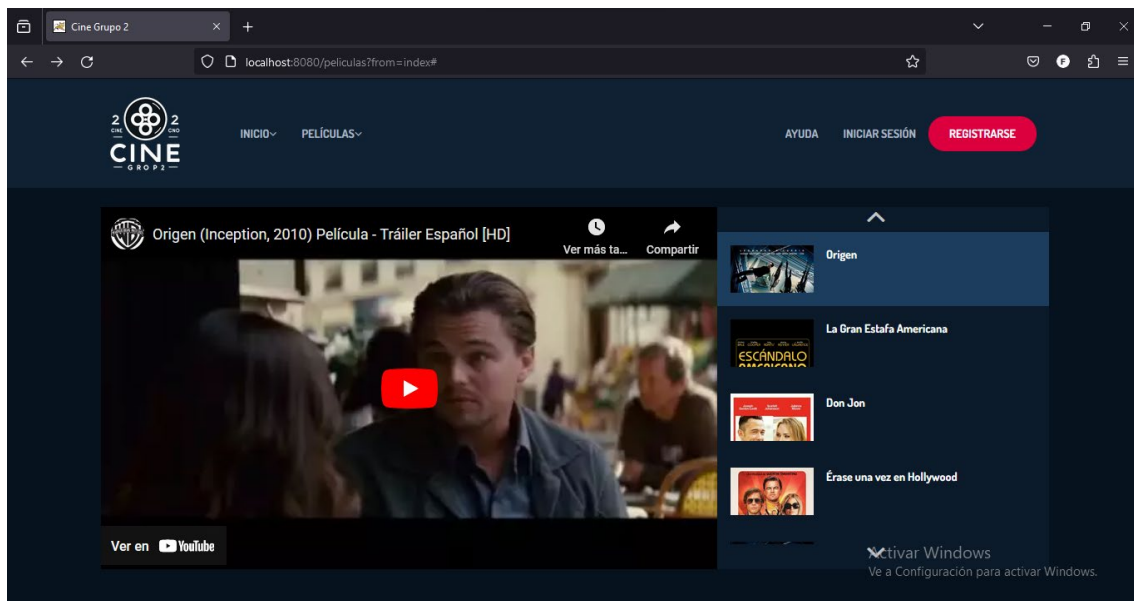 Cine Grupo 2
localhost:8080/peliculas?from=index#
2 2
CINE CNO
CINE
GROP2
INICIO
PELÍCULAS
AYUDA
INICIAR SESIÓN
REGISTRARSE
Origen (Inception, 2010) Película - Tráiler Español [HD]
Ver más ta...
Compartir
Ver en YouTube
Origen
ESCÁNDALO
AMERICANO
La Gran Estafa Americana
Don Jon
Érase una vez en Hollywood
Activar Windows
Ve a Configuración para activar Windows.